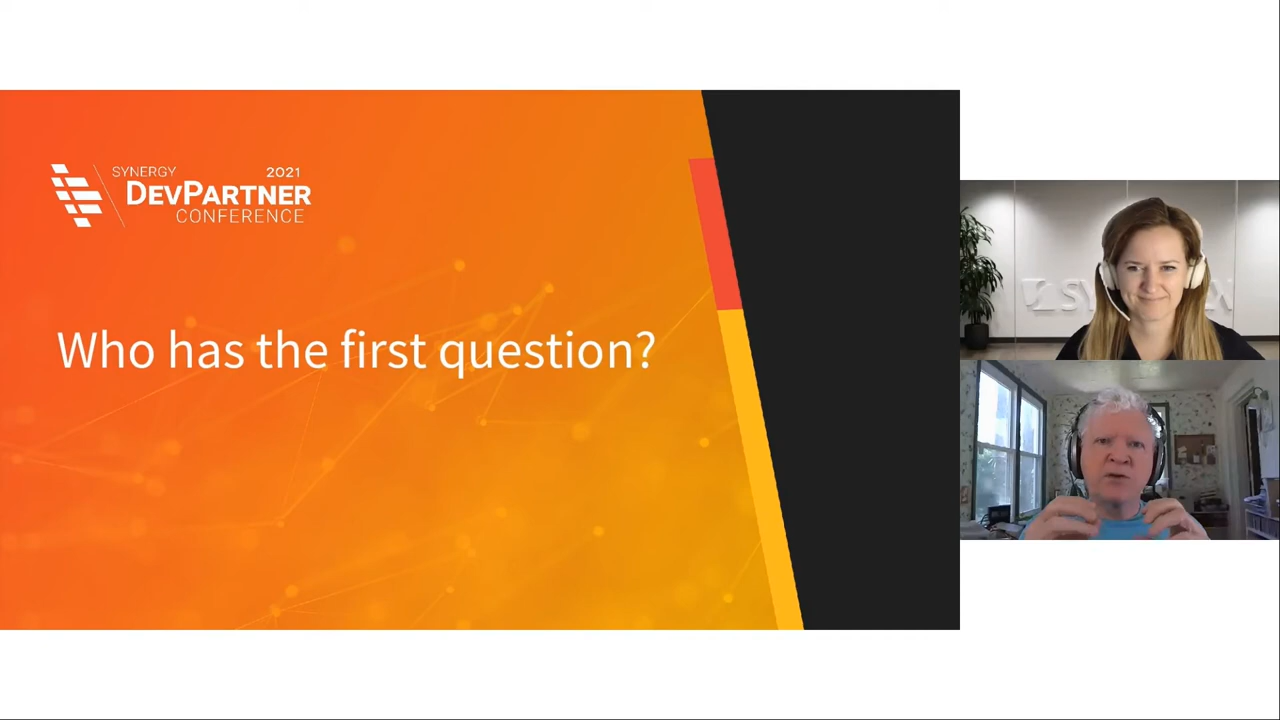 SYNERGY 2021
DEVPARTNER
CONFERENCE
Who has the first question?